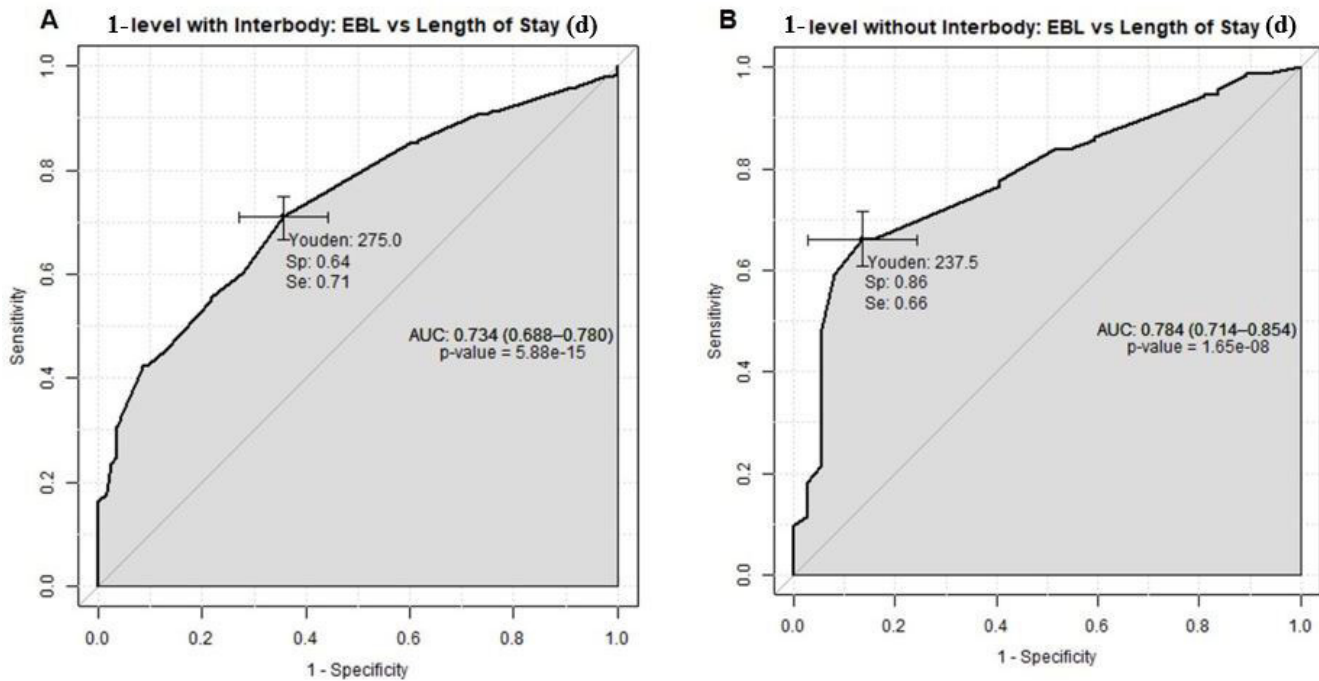 A
1-level with Interbody: EBL vs Length of Stay (d)
Sensitivity
1.0
0.8
0.6
0.4
0.2
0.0
Youden: 275.0
Sp: 0.64
Se: 0.71
AUC: 0.734 (0.688–0.780)
p-value = 5.88e-15
0.0 0.2 0.4 0.6 0.8 1.0
1 - Specificity
B
1-level without Interbody: EBL vs Length of Stay (d)
Sensitivity
1.0
0.8
0.6
0.4
0.2
0.0
Youden: 237.5
Sp: 0.86
Se: 0.66
AUC: 0.784 (0.714–0.854)
p-value = 1.65e-08
0.0 0.2 0.4 0.6 0.8 1.0
1 - Specificity